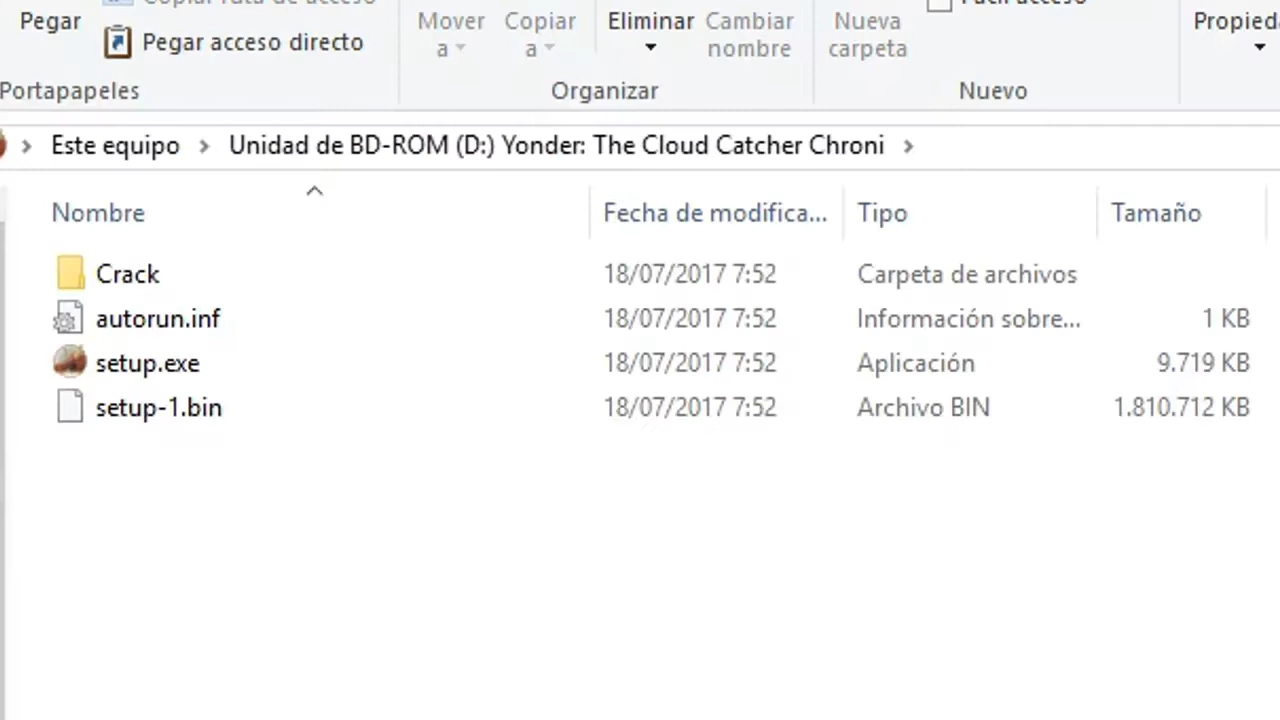 Copiar ruta de acceso
Fácil acceso
Pegar
Pegar acceso directo
Mover a
Copiar a
Eliminar
Cambiar nombre
Nueva carpeta
Portapapeles
Organizar
Nuevo
Este equipo
Unidad de BD-ROM (D:) Yonder: The Cloud Catcher Chroni
Nombre Fecha de modifica... Tipo Tamaño
Crack 18/07/2017 7:52 Carpeta de archivos
autorun.inf 18/07/2017 7:52 Información sobre... 1 KB
setup.exe 18/07/2017 7:52 Aplicación 9.719 KB
setup-1.bin 18/07/2017 7:52 Archivo BIN 1.810.712 KB